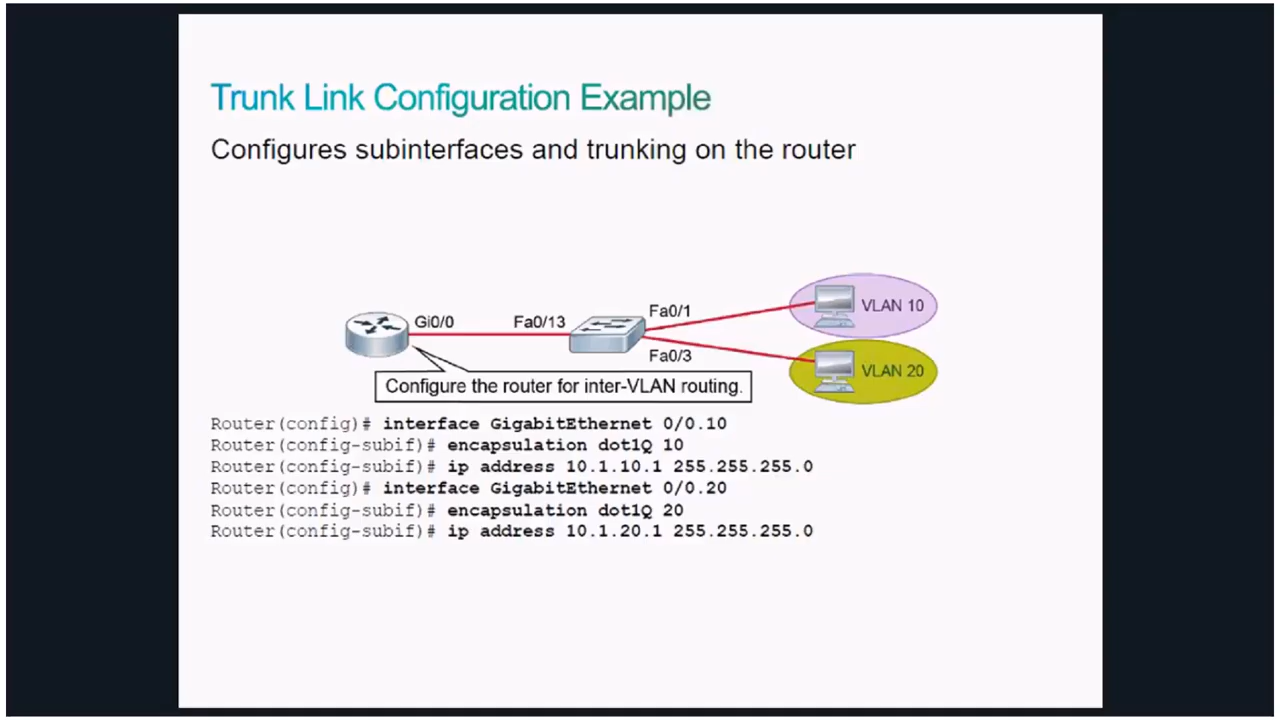 Trunk Link Configuration Example
Configures subinterfaces and trunking on the router
Gi0/0
Fa0/13
Fa0/1
VLAN 10
Fa0/3
VLAN 20
Configure the router for inter-VLAN routing.
Router(config)# interface GigabitEthernet 0/0.10
Router(config-subif)# encapsulation dot1Q 10
Router(config-subif)# ip address 10.1.10.1 255.255.255.0
Router(config)# interface GigabitEthernet 0/0.20
Router(config-subif)# encapsulation dot1Q 20
Router(config-subif)# ip address 10.1.20.1 255.255.255.0